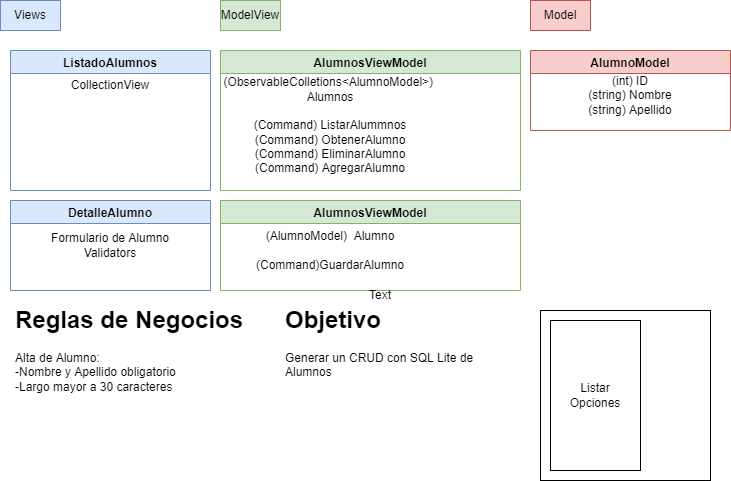 Views
ModelView
Model
ListadoAlumnos
CollectionView
AlumnosViewModel
(ObservableColletions<AlumnoModel>)
Alumnos
(Command) ListarAlummnos
(Command) ObtenerAlumno
(Command) EliminarAlumno
(Command) AgregarAlumno
AlumnoModel
(int) ID
(string) Nombre
(string) Apellido
DetalleAlumno
Formulario de Alumno
Validators
AlumnosViewModel
(AlumnoModel) Alumno
(Command)GuardarAlumno
Text
Reglas de Negocios
Alta de Alumno:
-Nombre y Apellido obligatorio
-Largo mayor a 30 caracteres
Objetivo
Generar un CRUD con SQL Lite de
Alumnos
Listar
Opciones